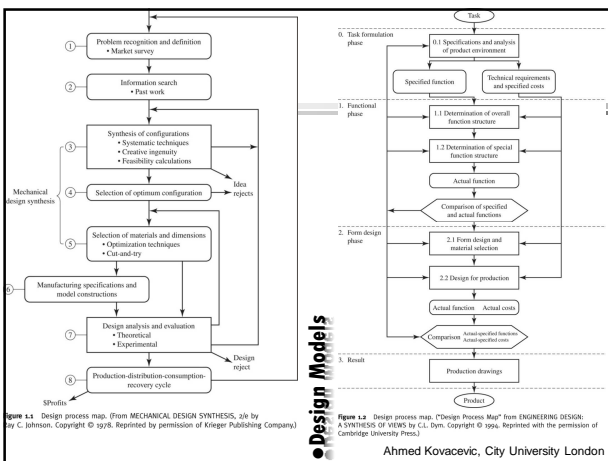 1
Problem recognition and definition
• Market survey
2
Information search
• Past work
3
Synthesis of configurations
• Systematic techniques
• Creative ingenuity
• Feasibility calculations
Idea
rejects
Mechanical
design synthesis
4
Selection of optimum configuration
5
Selection of materials and dimensions
• Optimization techniques
• Cut-and-try
6
Manufacturing specifications and
model constructions
7
Design analysis and evaluation
• Theoretical
• Experimental
Design
reject
8
Production-distribution-consumption-
recovery cycle
$Profits
Figure 1.1 Design process map. (From MECHANICAL DESIGN SYNTHESIS, 2/e by
Ray C. Johnson. Copyright © 1978. Reprinted by permission of Krieger Publishing Company.)
●Design Models
Task
0. Task formulation
phase
0.1 Specifications and analysis
of product environment
Specified function
Technical requirements
and specified costs
1. Functional
phase
1.1 Determination of overall
function structure
1.2 Determination of special
function structure
Actual function
Comparison of specified
and actual functions
2. Form design
phase
2.1 Form design and
material selection
2.2 Design for production
Actual function Actual costs
Comparison Actual-specified functions
Actual-specified costs
3. Result
Production drawings
Product
Figure 1.2 Design process map. ("Design Process Map" from ENGINEERING DESIGN:
A SYNTHESIS OF VIEWS by C.L. Dym. Copyright © 1994. Reprinted with the permission of
Cambridge University Press.)
Ahmed Kovacevic, City University London